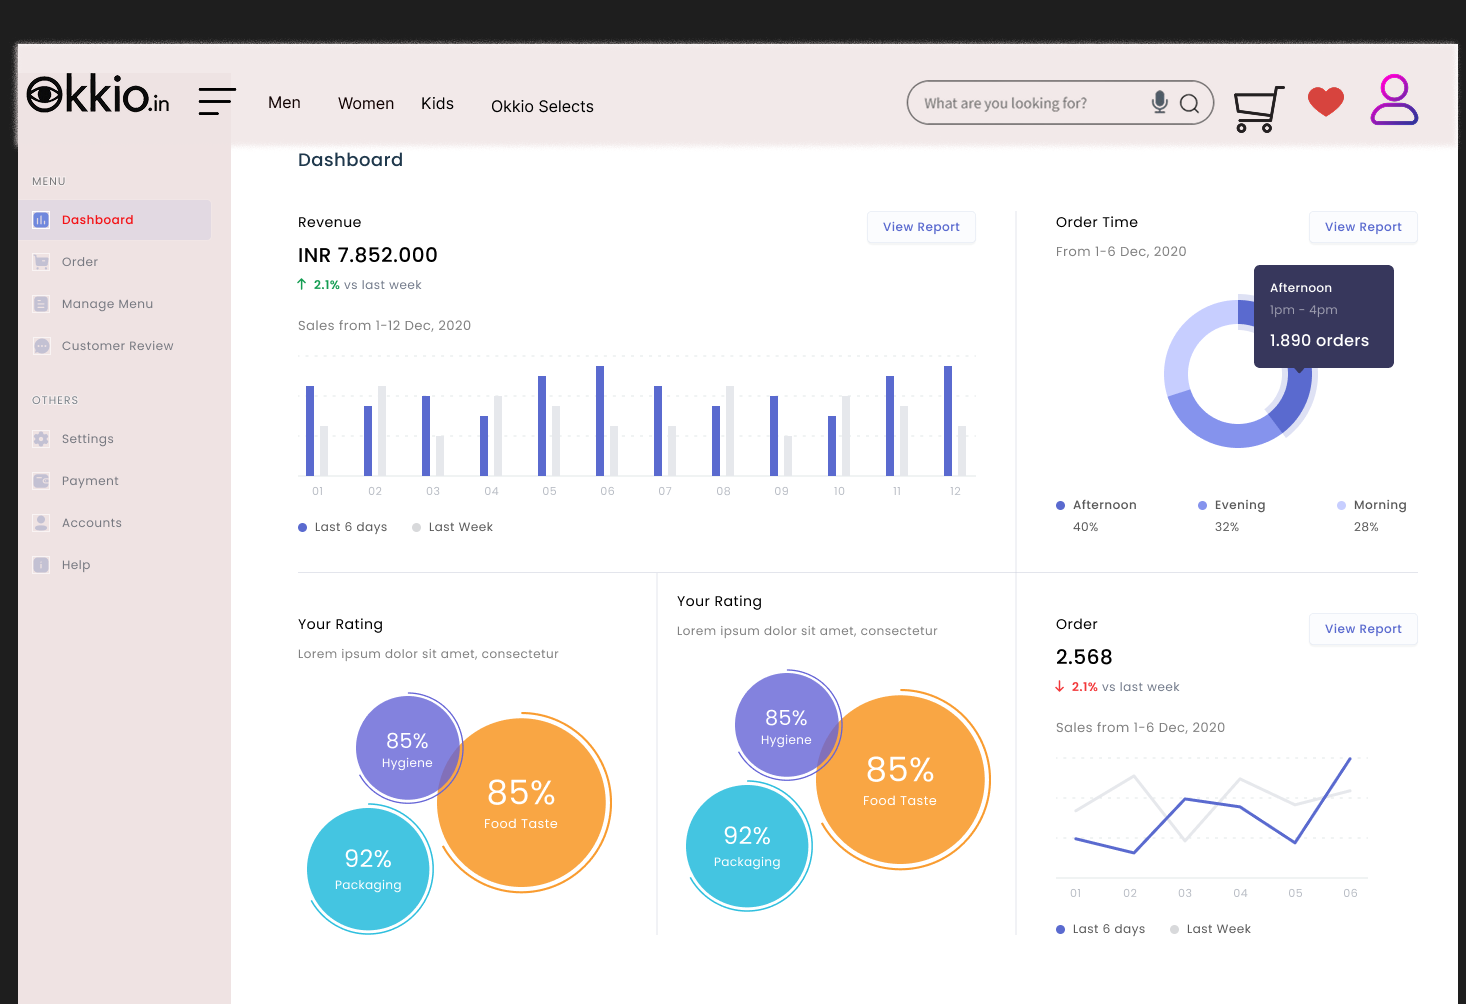 Okkio.in
Men
Women
Kids
Okkio Selects
What are you looking for?
MENU
Dashboard
Order
Manage Menu
Customer Review
OTHERS
Settings
Payment
Accounts
Help
Dashboard
Revenue
View Report
INR 7.852.000
2.1% vs last week
Sales from 1-12 Dec, 2020
01 02 03 04 05 06 07 08 09 10 11 12
Last 6 days
Last Week
Order Time
View Report
From 1-6 Dec, 2020
Afternoon
1pm - 4pm
1.890 orders
Afternoon
40%
Evening
32%
Morning
28%
Your Rating
Lorem ipsum dolor sit amet, consectetur
85%
Hygiene
85%
Food Taste
92%
Packaging
Your Rating
Lorem ipsum dolor sit amet, consectetur
85%
Hygiene
85%
Food Taste
92%
Packaging
Order
View Report
2.568
2.1% vs last week
Sales from 1-6 Dec, 2020
01 02 03 04 05 06
Last 6 days
Last Week